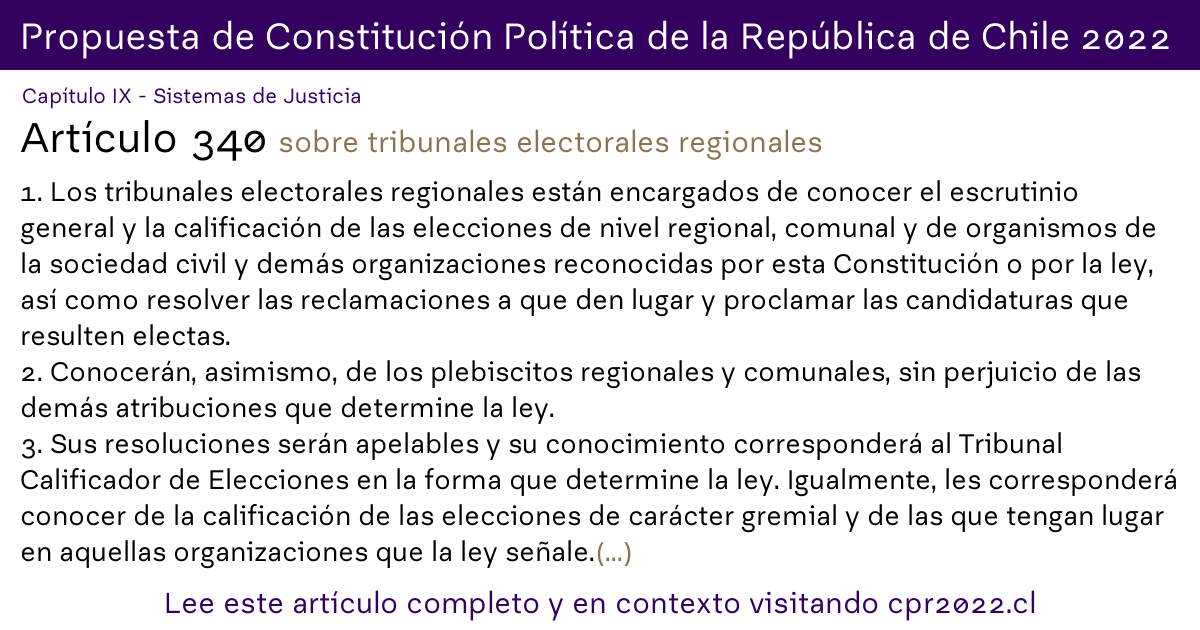 Propuesta de Constitución Política de la República de Chile 2022
Capítulo IX - Sistemas de Justicia
Artículo 340 sobre tribunales electorales regionales
1. Los tribunales electorales regionales están encargados de conocer el escrutinio
general y la calificación de las elecciones de nivel regional, comunal y de organismos de
la sociedad civil y demás organizaciones reconocidas por esta Constitución o por la ley,
así como resolver las reclamaciones a que den lugar y proclamar las candidaturas que
resulten electas.
2. Conocerán, asimismo, de los plebiscitos regionales y comunales, sin perjuicio de las
demás atribuciones que determine la ley.
3. Sus resoluciones serán apelables y su conocimiento corresponderá al Tribunal
Calificador de Elecciones en la forma que determine la ley. Igualmente, les corresponderá
conocer de la calificación de las elecciones de carácter gremial y de las que tengan lugar
en aquellas organizaciones que la ley señale.(...)
Lee este artículo completo y en contexto visitando cpr2022.cl